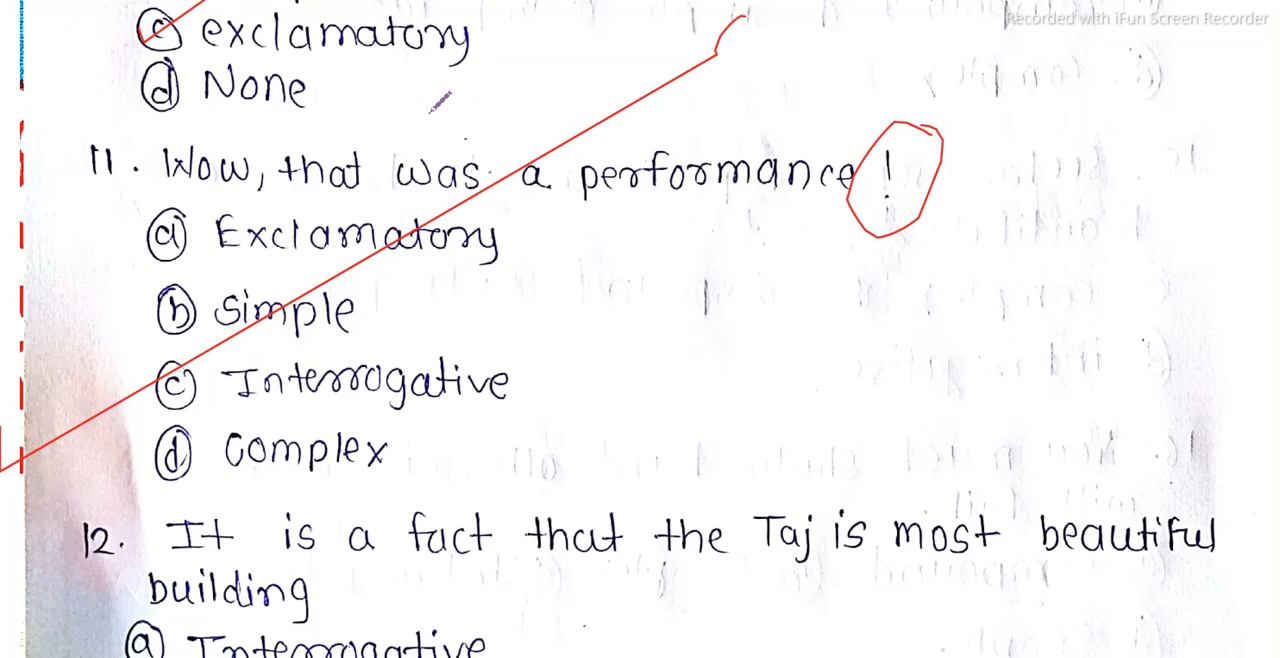 Recorded with iFun Screen Recorder
c exclamatory
d None
11. Wow, that was a performance!
a Exclamatory
b Simple
c Interrogative
d Complex
12. It is a fact that the Taj is most beautiful
building
a Interrogative